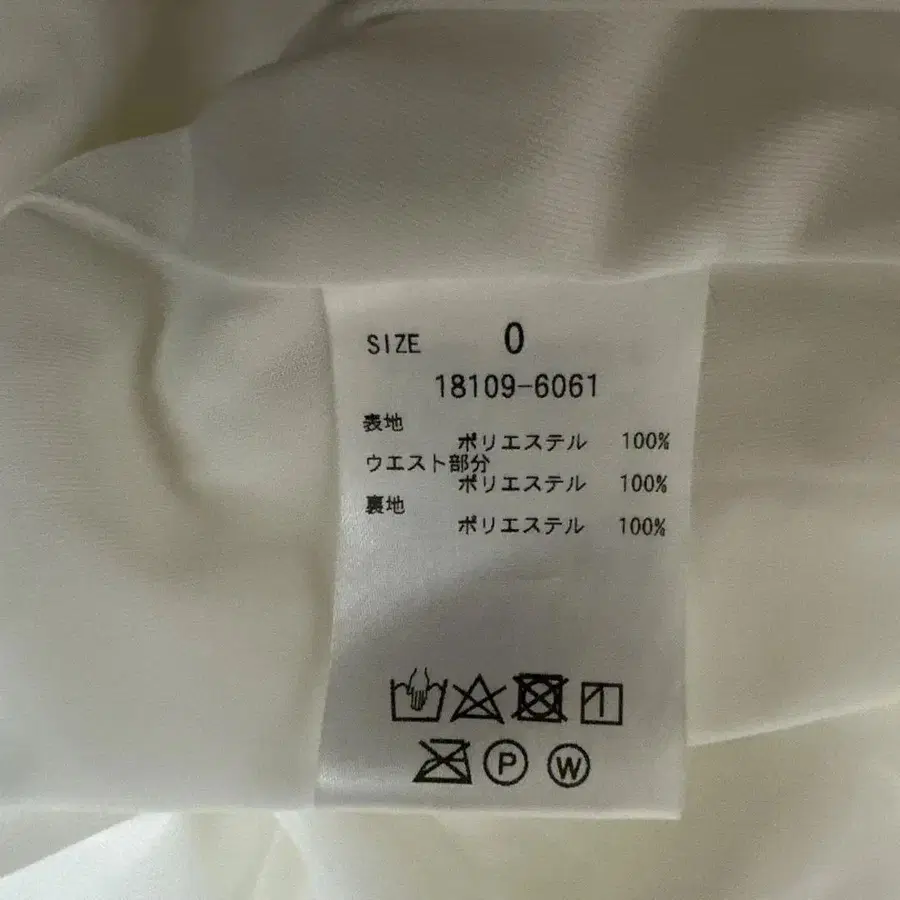 SIZE 0
18109-6061
表地
ポリエステル 100%
ウエスト部分
ポリエステル 100%
裏地
ポリエステル 100%
P W